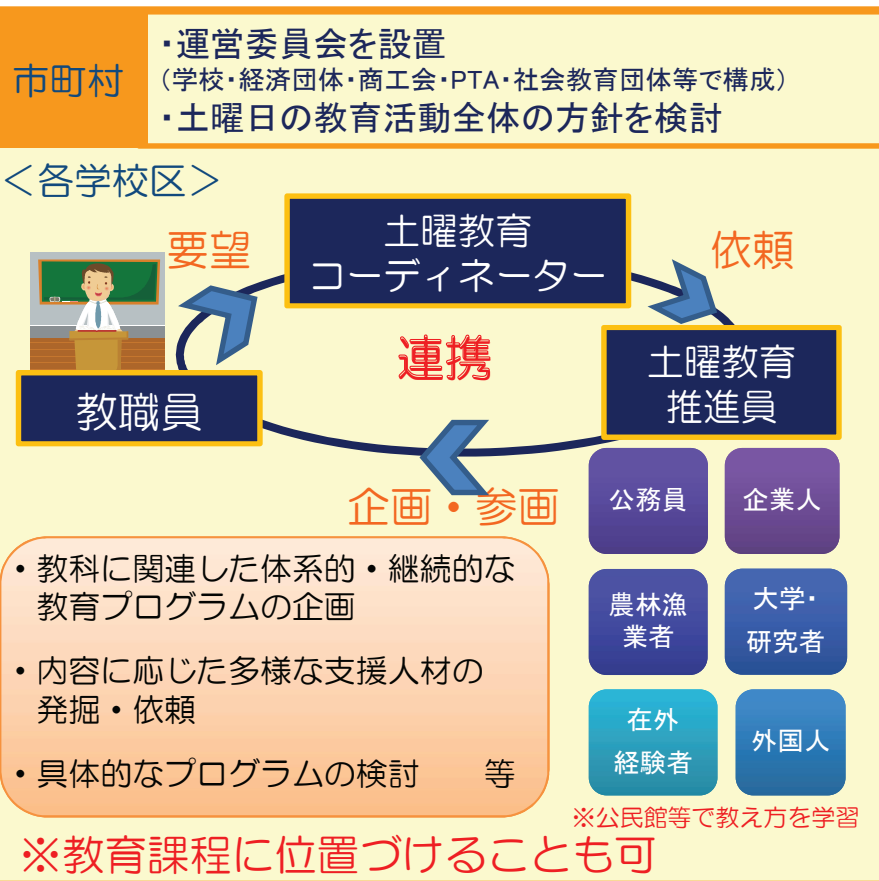 市町村
・運営委員会を設置
（学校・経済団体・商工会・PTA・社会教育団体等で構成）
・土曜日の教育活動全体の方針を検討
＜各学校区＞
要望
土曜教育
コーディネーター
依頼
連携
教職員
土曜教育
推進員
企画・参画
公務員
企業人
農林漁
業者
大学・
研究者
在外
経験者
外国人
※公民館等で教え方を学習
・教科に関連した体系的・継続的な
教育プログラムの企画
・内容に応じた多様な支援人材の
発掘・依頼
・具体的なプログラムの検討　　等
※教育課程に位置づけることも可